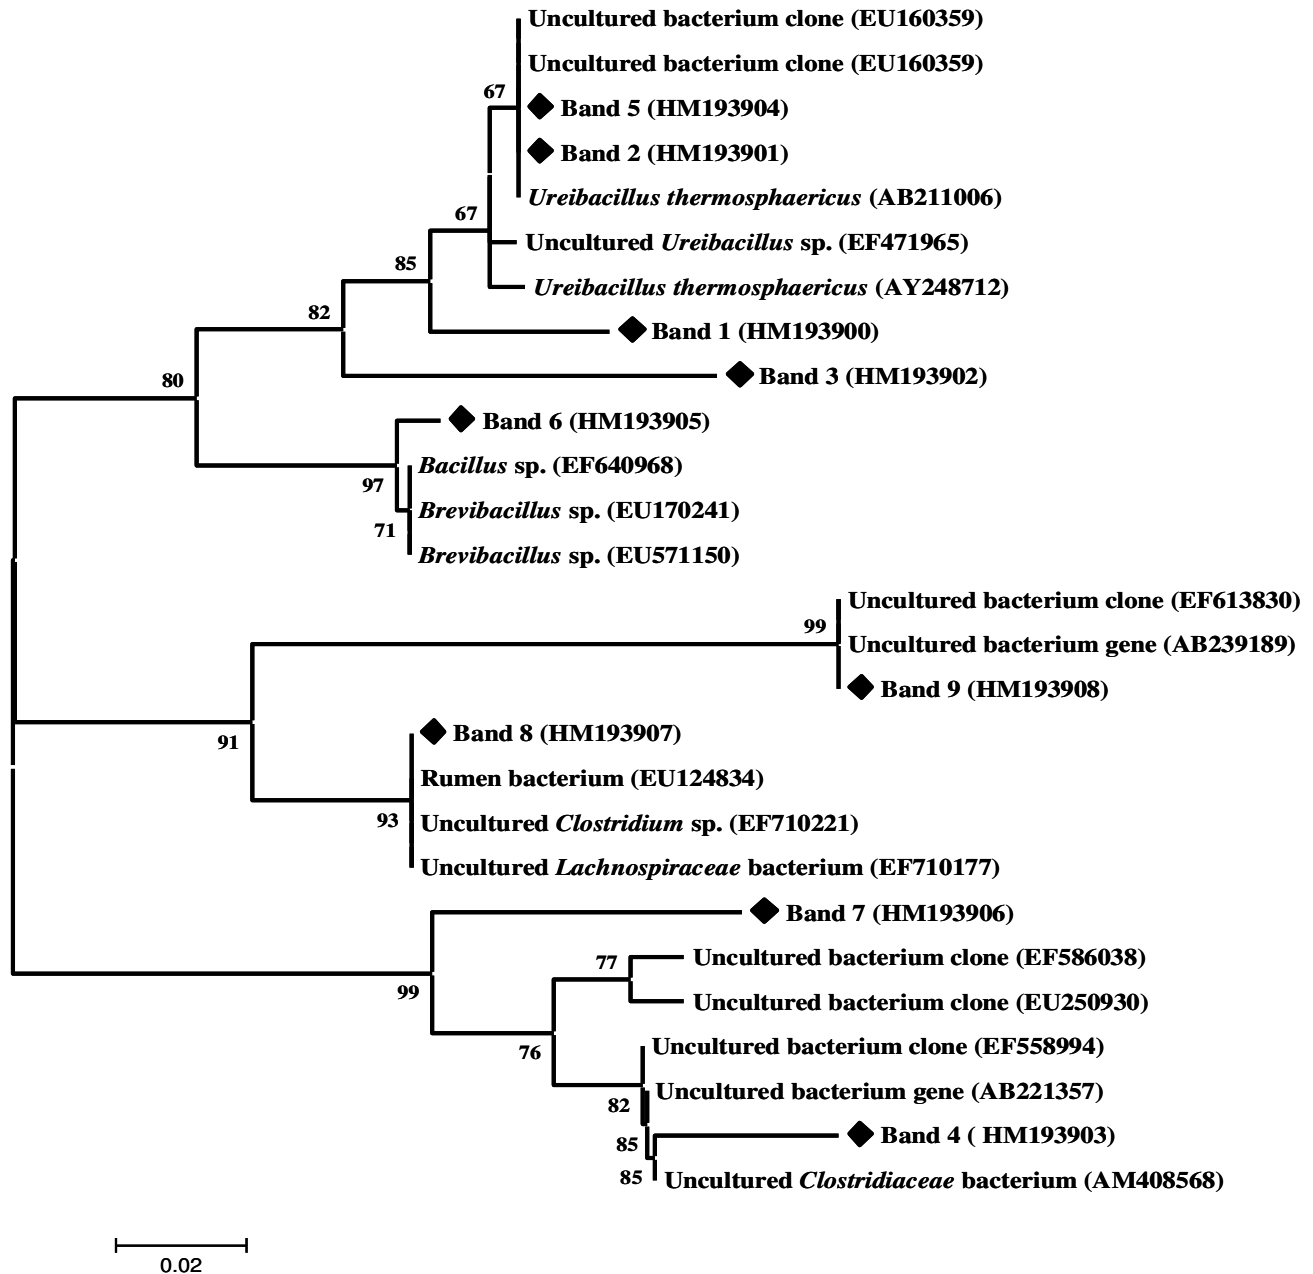 Uncultured bacterium clone (EU160359)
Uncultured bacterium clone (EU160359)
67
Band 5 (HM193904)
Band 2 (HM193901)
Ureibacillus thermosphaericus (AB211006)
67
Uncultured Ureibacillus sp. (EF471965)
85
Ureibacillus thermosphaericus (AY248712)
82
Band 1 (HM193900)
Band 3 (HM193902)
80
Band 6 (HM193905)
Bacillus sp. (EF640968)
97
Brevibacillus sp. (EU170241)
71
Brevibacillus sp. (EU571150)
Uncultured bacterium clone (EF613830)
99
Uncultured bacterium gene (AB239189)
Band 9 (HM193908)
91
Band 8 (HM193907)
Rumen bacterium (EU124834)
93
Uncultured Clostridium sp. (EF710221)
Uncultured Lachnospiraceae bacterium (EF710177)
Band 7 (HM193906)
77
Uncultured bacterium clone (EF586038)
99
Uncultured bacterium clone (EU250930)
76
Uncultured bacterium clone (EF558994)
82
Uncultured bacterium gene (AB221357)
85
Band 4 ( HM193903)
85
Uncultured Clostridiaceae bacterium (AM408568)
0.02